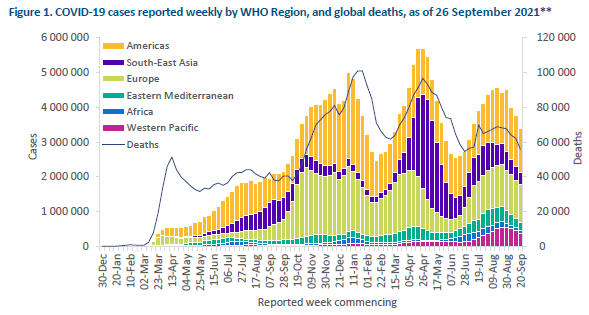 Figure 1. COVID-19 cases reported weekly by WHO Region, and global deaths, as of 26 September 2021**
6 000 000
5 000 000
4 000 000
3 000 000
2 000 000
1 000 000
0
Cases
Americas
South-East Asia
Europe
Eastern Mediterranean
Africa
Western Pacific
Deaths
120 000
100 000
80 000
60 000
40 000
20 000
0
Deaths
30-Dec
20-Jan
10-Feb
02-Mar
23-Mar
13-Apr
04-May
25-May
15-Jun
06-Jul
27-Jul
17-Aug
07-Sep
28-Sep
19-Oct
09-Nov
30-Nov
21-Dec
11-Jan
01-Feb
22-Feb
15-Mar
05-Apr
26-Apr
17-May
07-Jun
28-Jun
19-Jul
09-Aug
30-Aug
20-Sep
Reported week commencing